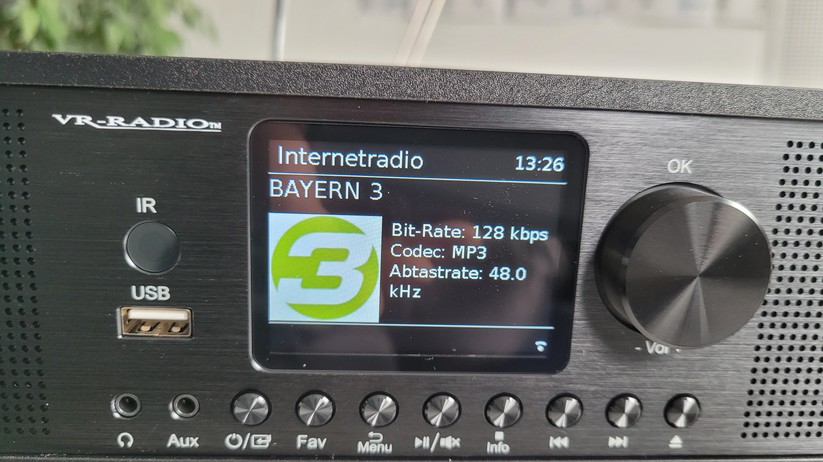 VR-RADIO™
Internetradio 13:26
BAYERN 3
3
Bit-Rate: 128 kbps
Codec: MP3
Abtastrate: 48.0
kHz
OK
IR
USB
- Vol -
Aux
Fav
Menu
Info